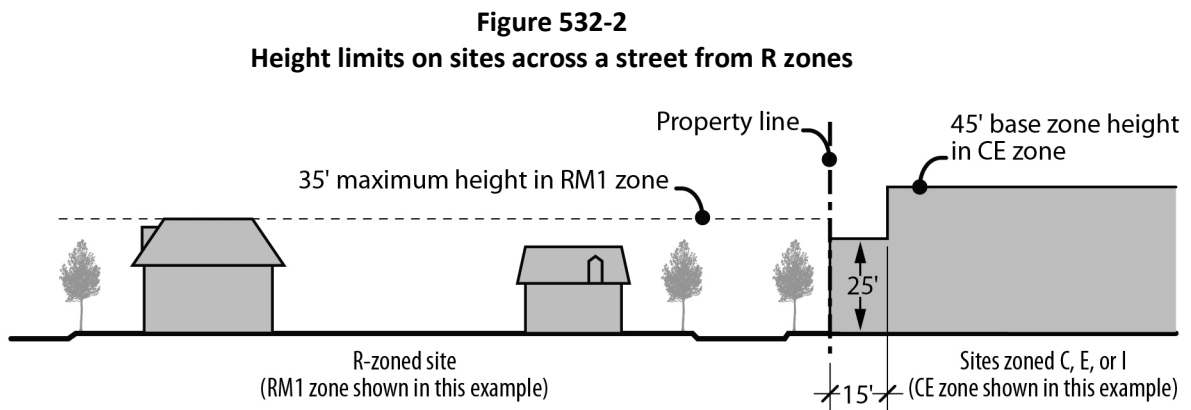 Figure 532-2
Height limits on sites across a street from R zones
Property line
45' base zone height
in CE zone
35' maximum height in RM1 zone
25'
R-zoned site
(RM1 zone shown in this example)
15'
Sites zoned C, E, or I
(CE zone shown in this example)